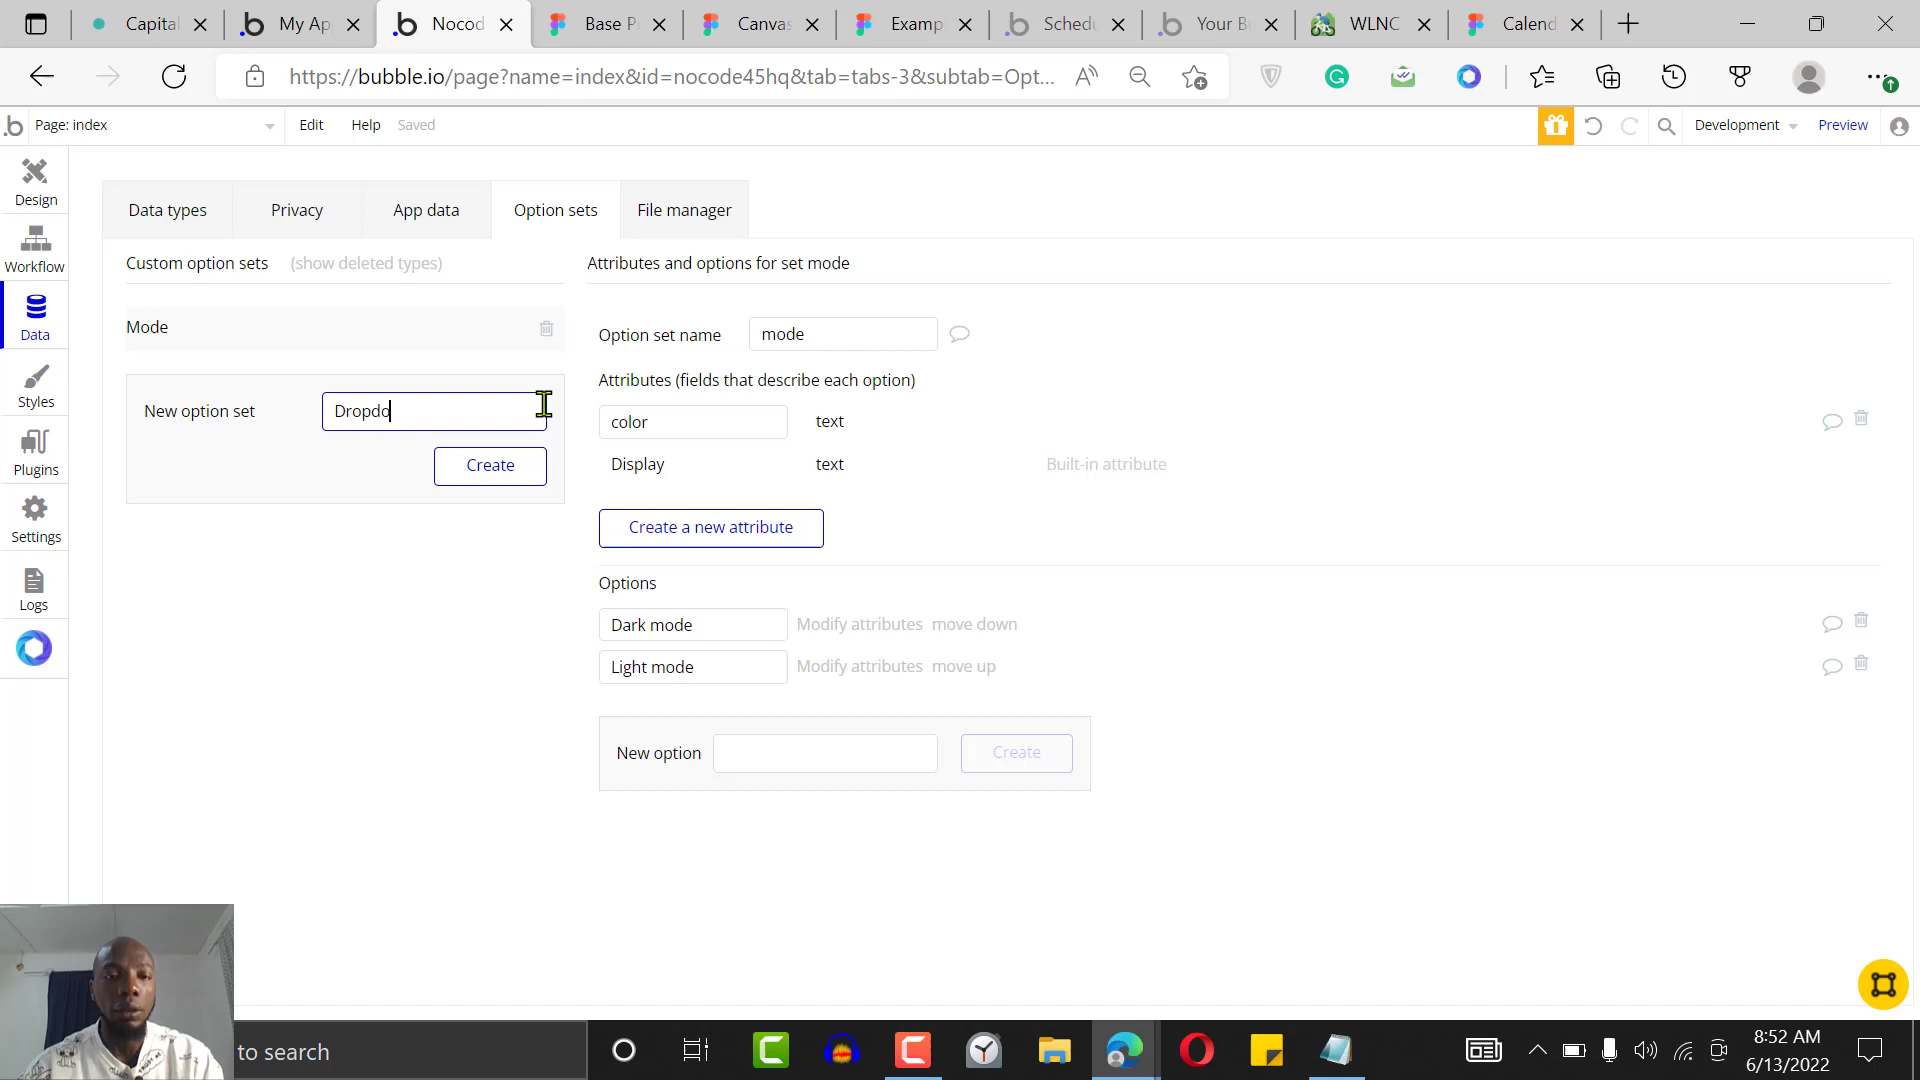 Capital
My Ap
Nocod
Base P
Canvas
Examp
Schedu
Your B
WLNC
Calend
https://bubble.io/page?name=index&id=nocode45hq&tab=tabs-3&subtab=Opt...
Page: index
Edit
Help
Saved
Development
Preview
Design
Workflow
Data
Styles
Plugins
Settings
Logs
Data types
Privacy
App data
Option sets
File manager
Custom option sets
(show deleted types)
Mode
New option set
Dropdo
Create
Attributes and options for set mode
Option set name
mode
Attributes (fields that describe each option)
color
text
Display
text
Built-in attribute
Create a new attribute
Options
Dark mode
Modify attributes
move down
Light mode
Modify attributes
move up
New option
Create
to search
8:52 AM
6/13/2022